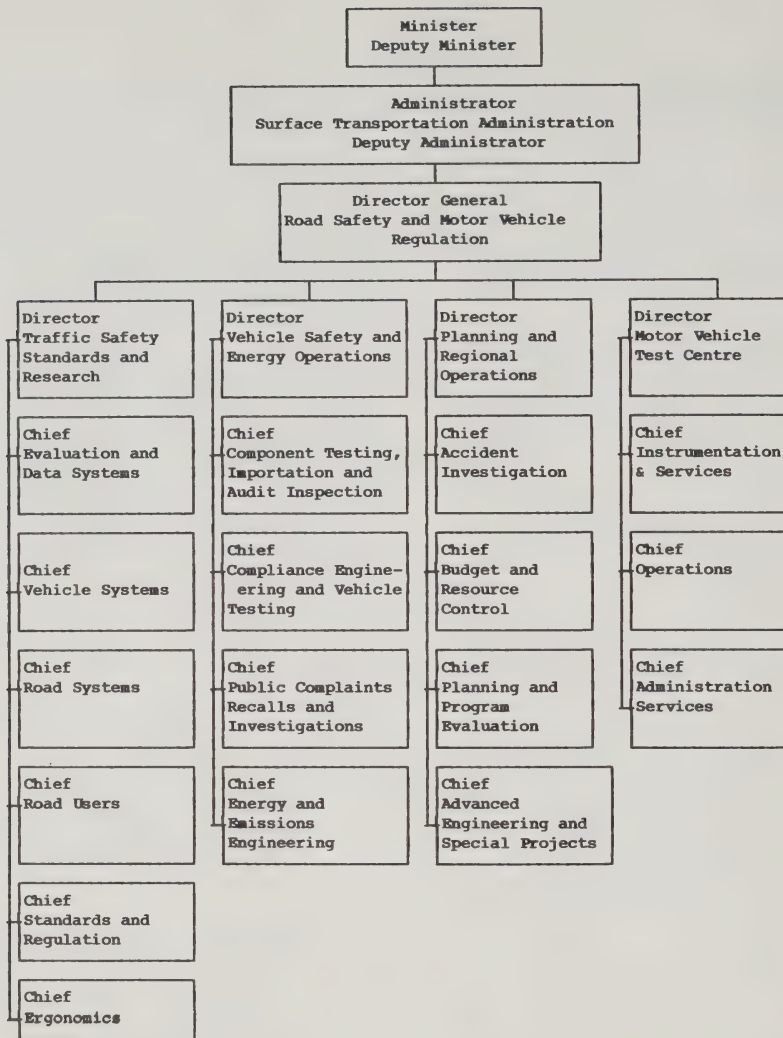 Minister
Deputy Minister
Administrator
Surface Transportation Administration
Deputy Administrator
Director General
Road Safety and Motor Vehicle
Regulation
Director
Traffic Safety
Standards and
Research
Chief
Evaluation and
Data Systems
Chief
Vehicle Systems
Chief
Road Systems
Chief
Road Users
Chief
Standards and
Regulation
Chief
Ergonomics
Director
Vehicle Safety and
Energy Operations
Chief
Component Testing,
Importation and
Audit Inspection
Chief
Compliance Engine-
ering and Vehicle
Testing
Chief
Public Complaints
Recalls and
Investigations
Chief
Energy and
Emissions
Engineering
Director
Planning and
Regional
Operations
Chief
Accident
Investigation
Chief
Budget and
Resource
Control
Chief
Planning and
Program
Evaluation
Chief
Advanced
Engineering and
Special Projects
Director
Motor Vehicle
Test Centre
Chief
Instrumentation
& Services
Chief
Operations
Chief
Administration
Services